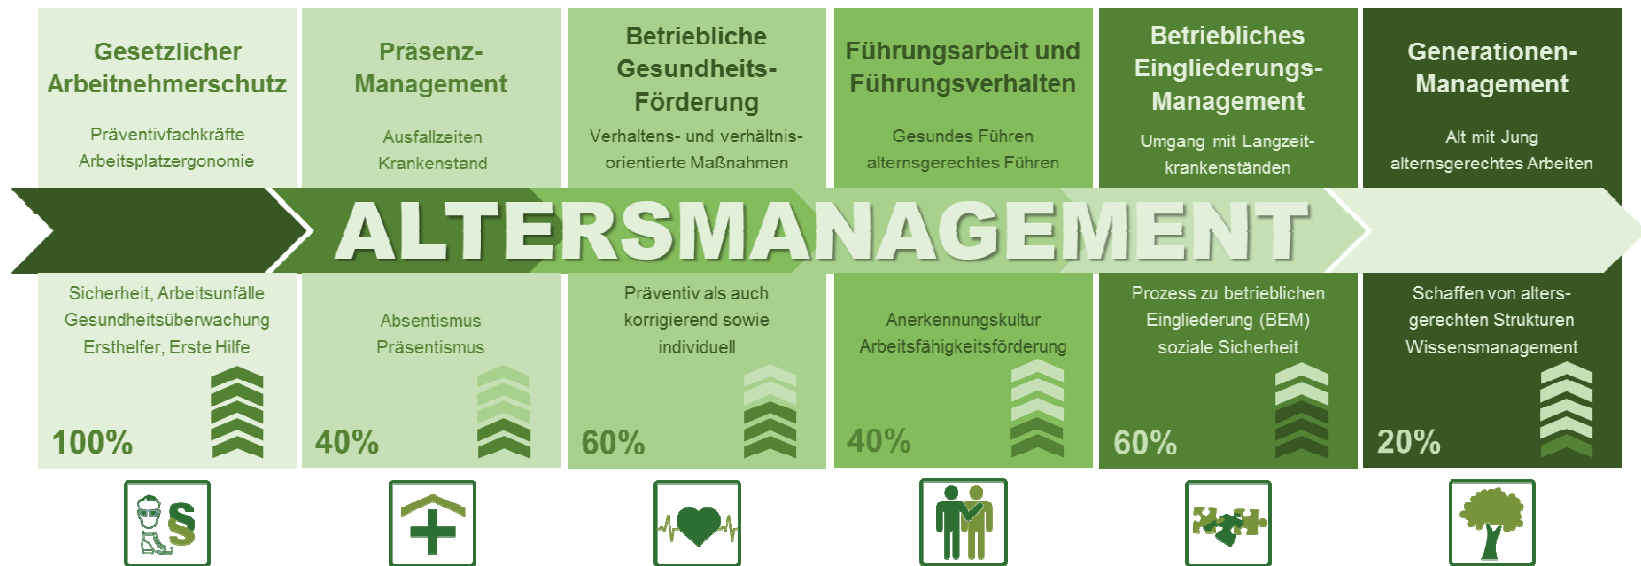 Gesetzlicher
Arbeitnehmerschutz
Präventivfachkräfte
Arbeitsplatzergonomie
Präsenz-
Management
Ausfallzeiten
Krankenstand
Betriebliche
Gesundheits-
Förderung
Verhaltens- und verhältnis-
orientierte Maßnahmen
Führungsarbeit und
Führungsverhalten
Gesundes Führen
alternsgerechtes Führen
Betriebliches
Eingliederungs-
Management
Umgang mit Langzeit-
krankenständen
Generationen-
Management
Alt mit Jung
alternsgerechtes Arbeiten
ALTERSMANAGEMENT
Sicherheit, Arbeitsunfälle
Gesundheitsüberwachung
Ersthelfer, Erste Hilfe
100%
Absentismus
Präsentismus
40%
Präventiv als auch
korrigierend sowie
individuell
60%
Anerkennungskultur
Arbeitsfähigkeitsförderung
40%
Prozess zu betrieblichen
Eingliederung (BEM)
soziale Sicherheit
60%
Schaffen von alters-
gerechten Strukturen
Wissensmanagement
20%
§